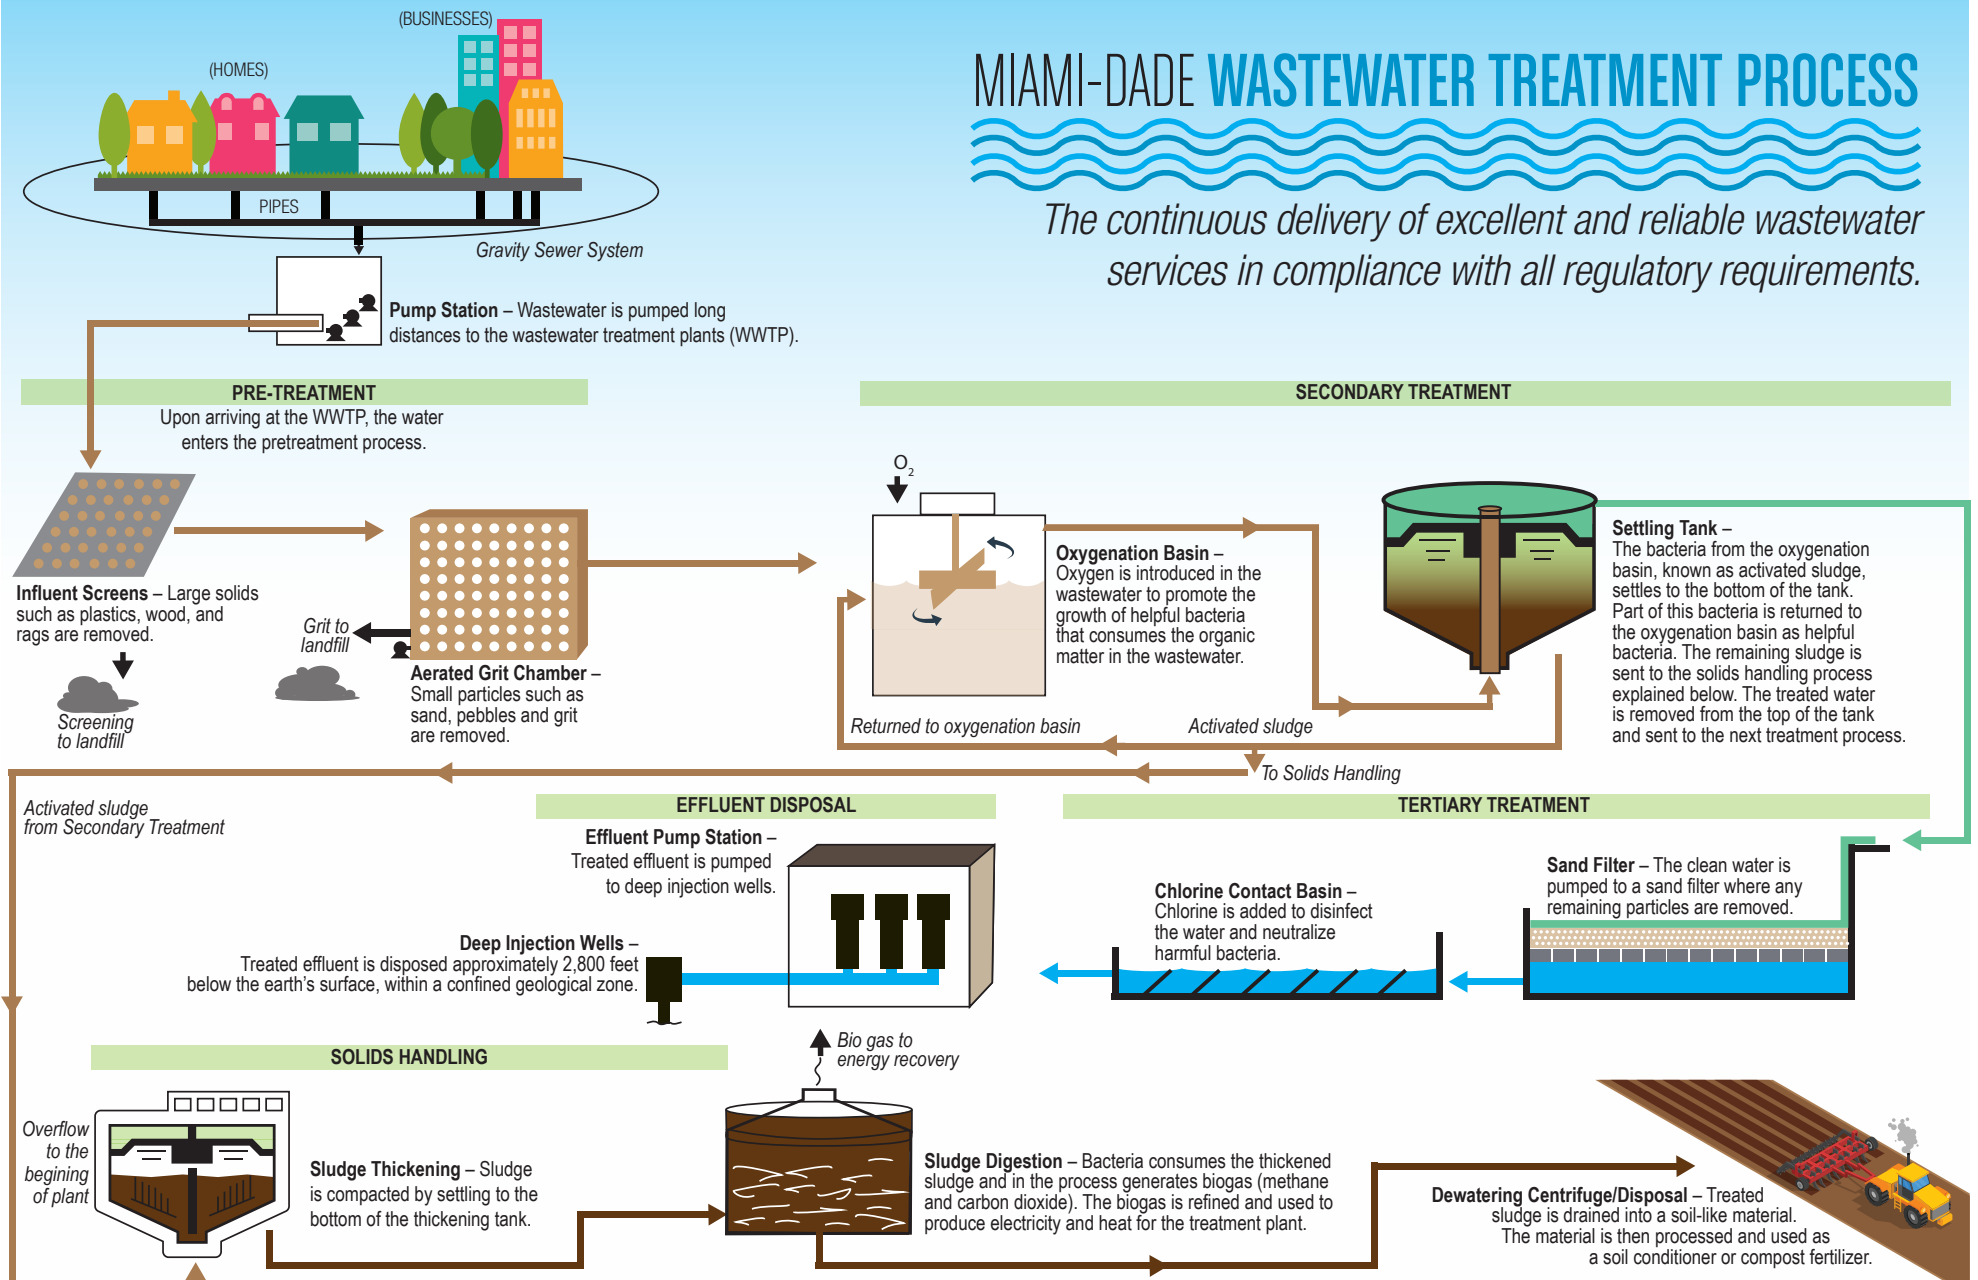 (BUSINESSES)
(HOMES)
PIPES
Gravity Sewer System
MIAMI-DADE WASTEWATER TREATMENT PROCESS
The continuous delivery of excellent and reliable wastewater
services in compliance with all regulatory requirements.
Pump Station – Wastewater is pumped long
distances to the wastewater treatment plants (WWTP).
PRE-TREATMENT
Upon arriving at the WWTP, the water
enters the pretreatment process.
Influent Screens – Large solids
such as plastics, wood, and
rags are removed.
Screening
to landfill
Grit to
landfill
Aerated Grit Chamber –
Small particles such as
sand, pebbles and grit
are removed.
SECONDARY TREATMENT
O2
Oxygenation Basin –
Oxygen is introduced in the
wastewater to promote the
growth of helpful bacteria
that consumes the organic
matter in the wastewater.
Settling Tank –
The bacteria from the oxygenation
basin, known as activated sludge,
settles to the bottom of the tank.
Part of this bacteria is returned to
the oxygenation basin as helpful
bacteria. The remaining sludge is
sent to the solids handling process
explained below. The treated water
is removed from the top of the tank
and sent to the next treatment process.
Returned to oxygenation basin
Activated sludge
To Solids Handling
Activated sludge
from Secondary Treatment
EFFLUENT DISPOSAL
Effluent Pump Station –
Treated effluent is pumped
to deep injection wells.
Deep Injection Wells –
Treated effluent is disposed approximately 2,800 feet
below the earth's surface, within a confined geological zone.
TERTIARY TREATMENT
Sand Filter – The clean water is
pumped to a sand filter where any
remaining particles are removed.
Chlorine Contact Basin –
Chlorine is added to disinfect
the water and neutralize
harmful bacteria.
SOLIDS HANDLING
Overflow
to the
begining
of plant
Sludge Thickening – Sludge
is compacted by settling to the
bottom of the thickening tank.
Bio gas to
energy recovery
Sludge Digestion – Bacteria consumes the thickened
sludge and in the process generates biogas (methane
and carbon dioxide). The biogas is refined and used to
produce electricity and heat for the treatment plant.
Dewatering Centrifuge/Disposal – Treated
sludge is drained into a soil-like material.
The material is then processed and used as
a soil conditioner or compost fertilizer.